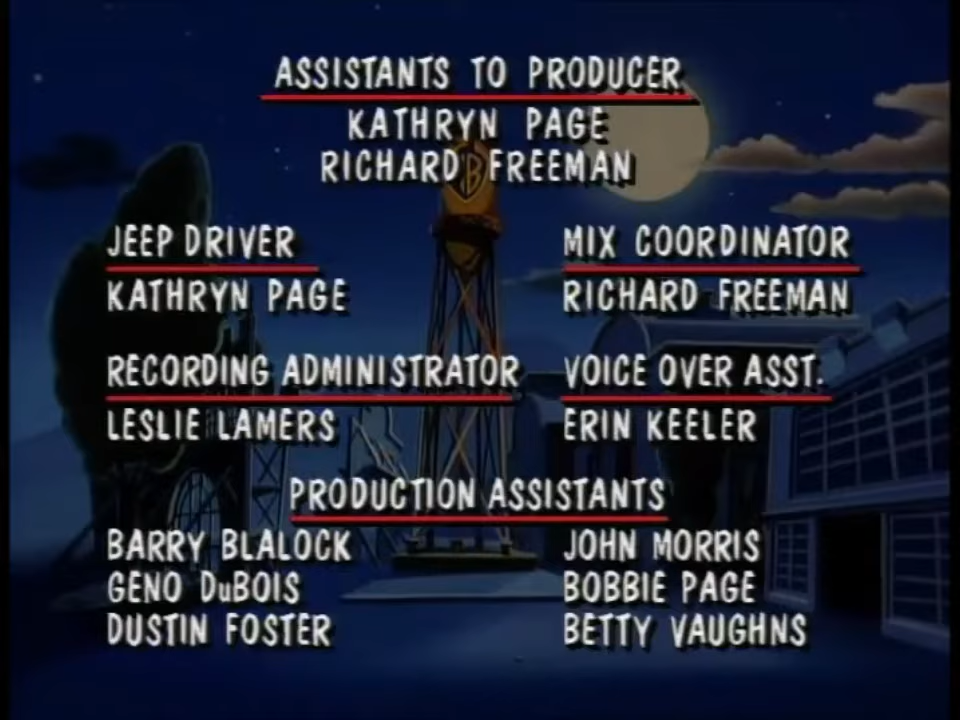 ASSISTANTS TO PRODUCER
KATHRYN PAGE
RICHARD FREEMAN
JEEP DRIVER
KATHRYN PAGE
MIX COORDINATOR
RICHARD FREEMAN
RECORDING ADMINISTRATOR
LESLIE LAMERS
VOICE OVER ASST.
ERIN KEELER
PRODUCTION ASSISTANTS
BARRY BLALOCK
GENO DuBOIS
DUSTIN FOSTER
JOHN MORRIS
BOBBIE PAGE
BETTY VAUGHNS
WB